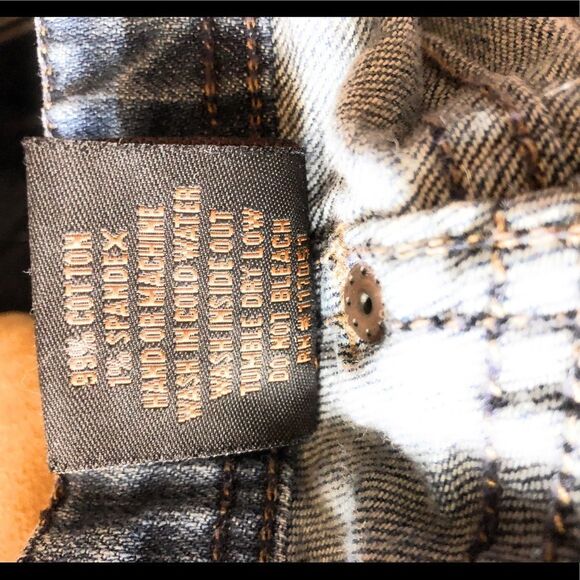 99% COTTON
1% SPANDEX
HAND OR MACHINE
WASH IN COLD WATER
WASH INSIDE OUT
TUMBLE DRY LOW
DO NOT BLEACH